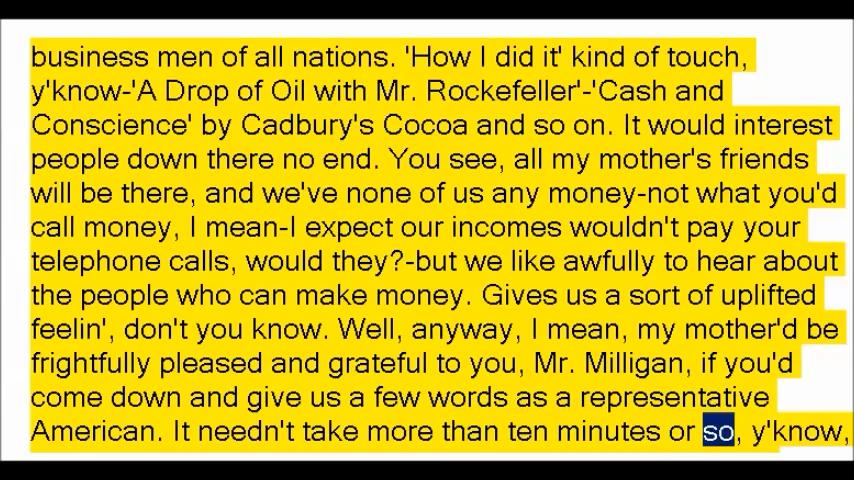 business men of all nations. 'How I did it' kind of touch,
y'know-'A Drop of Oil with Mr. Rockefeller'-'Cash and
Conscience' by Cadbury's Cocoa and so on. It would interest
people down there no end. You see, all my mother's friends
will be there, and we've none of us any money-not what you'd
call money, I mean-I expect our incomes wouldn't pay your
telephone calls, would they?-but we like awfully to hear about
the people who can make money. Gives us a sort of uplifted
feelin', don't you know. Well, anyway, I mean, my mother'd be
frightfully pleased and grateful to you, Mr. Milligan, if you'd
come down and give us a few words as a representative
American. It needn't take more than ten minutes or so, y'know,